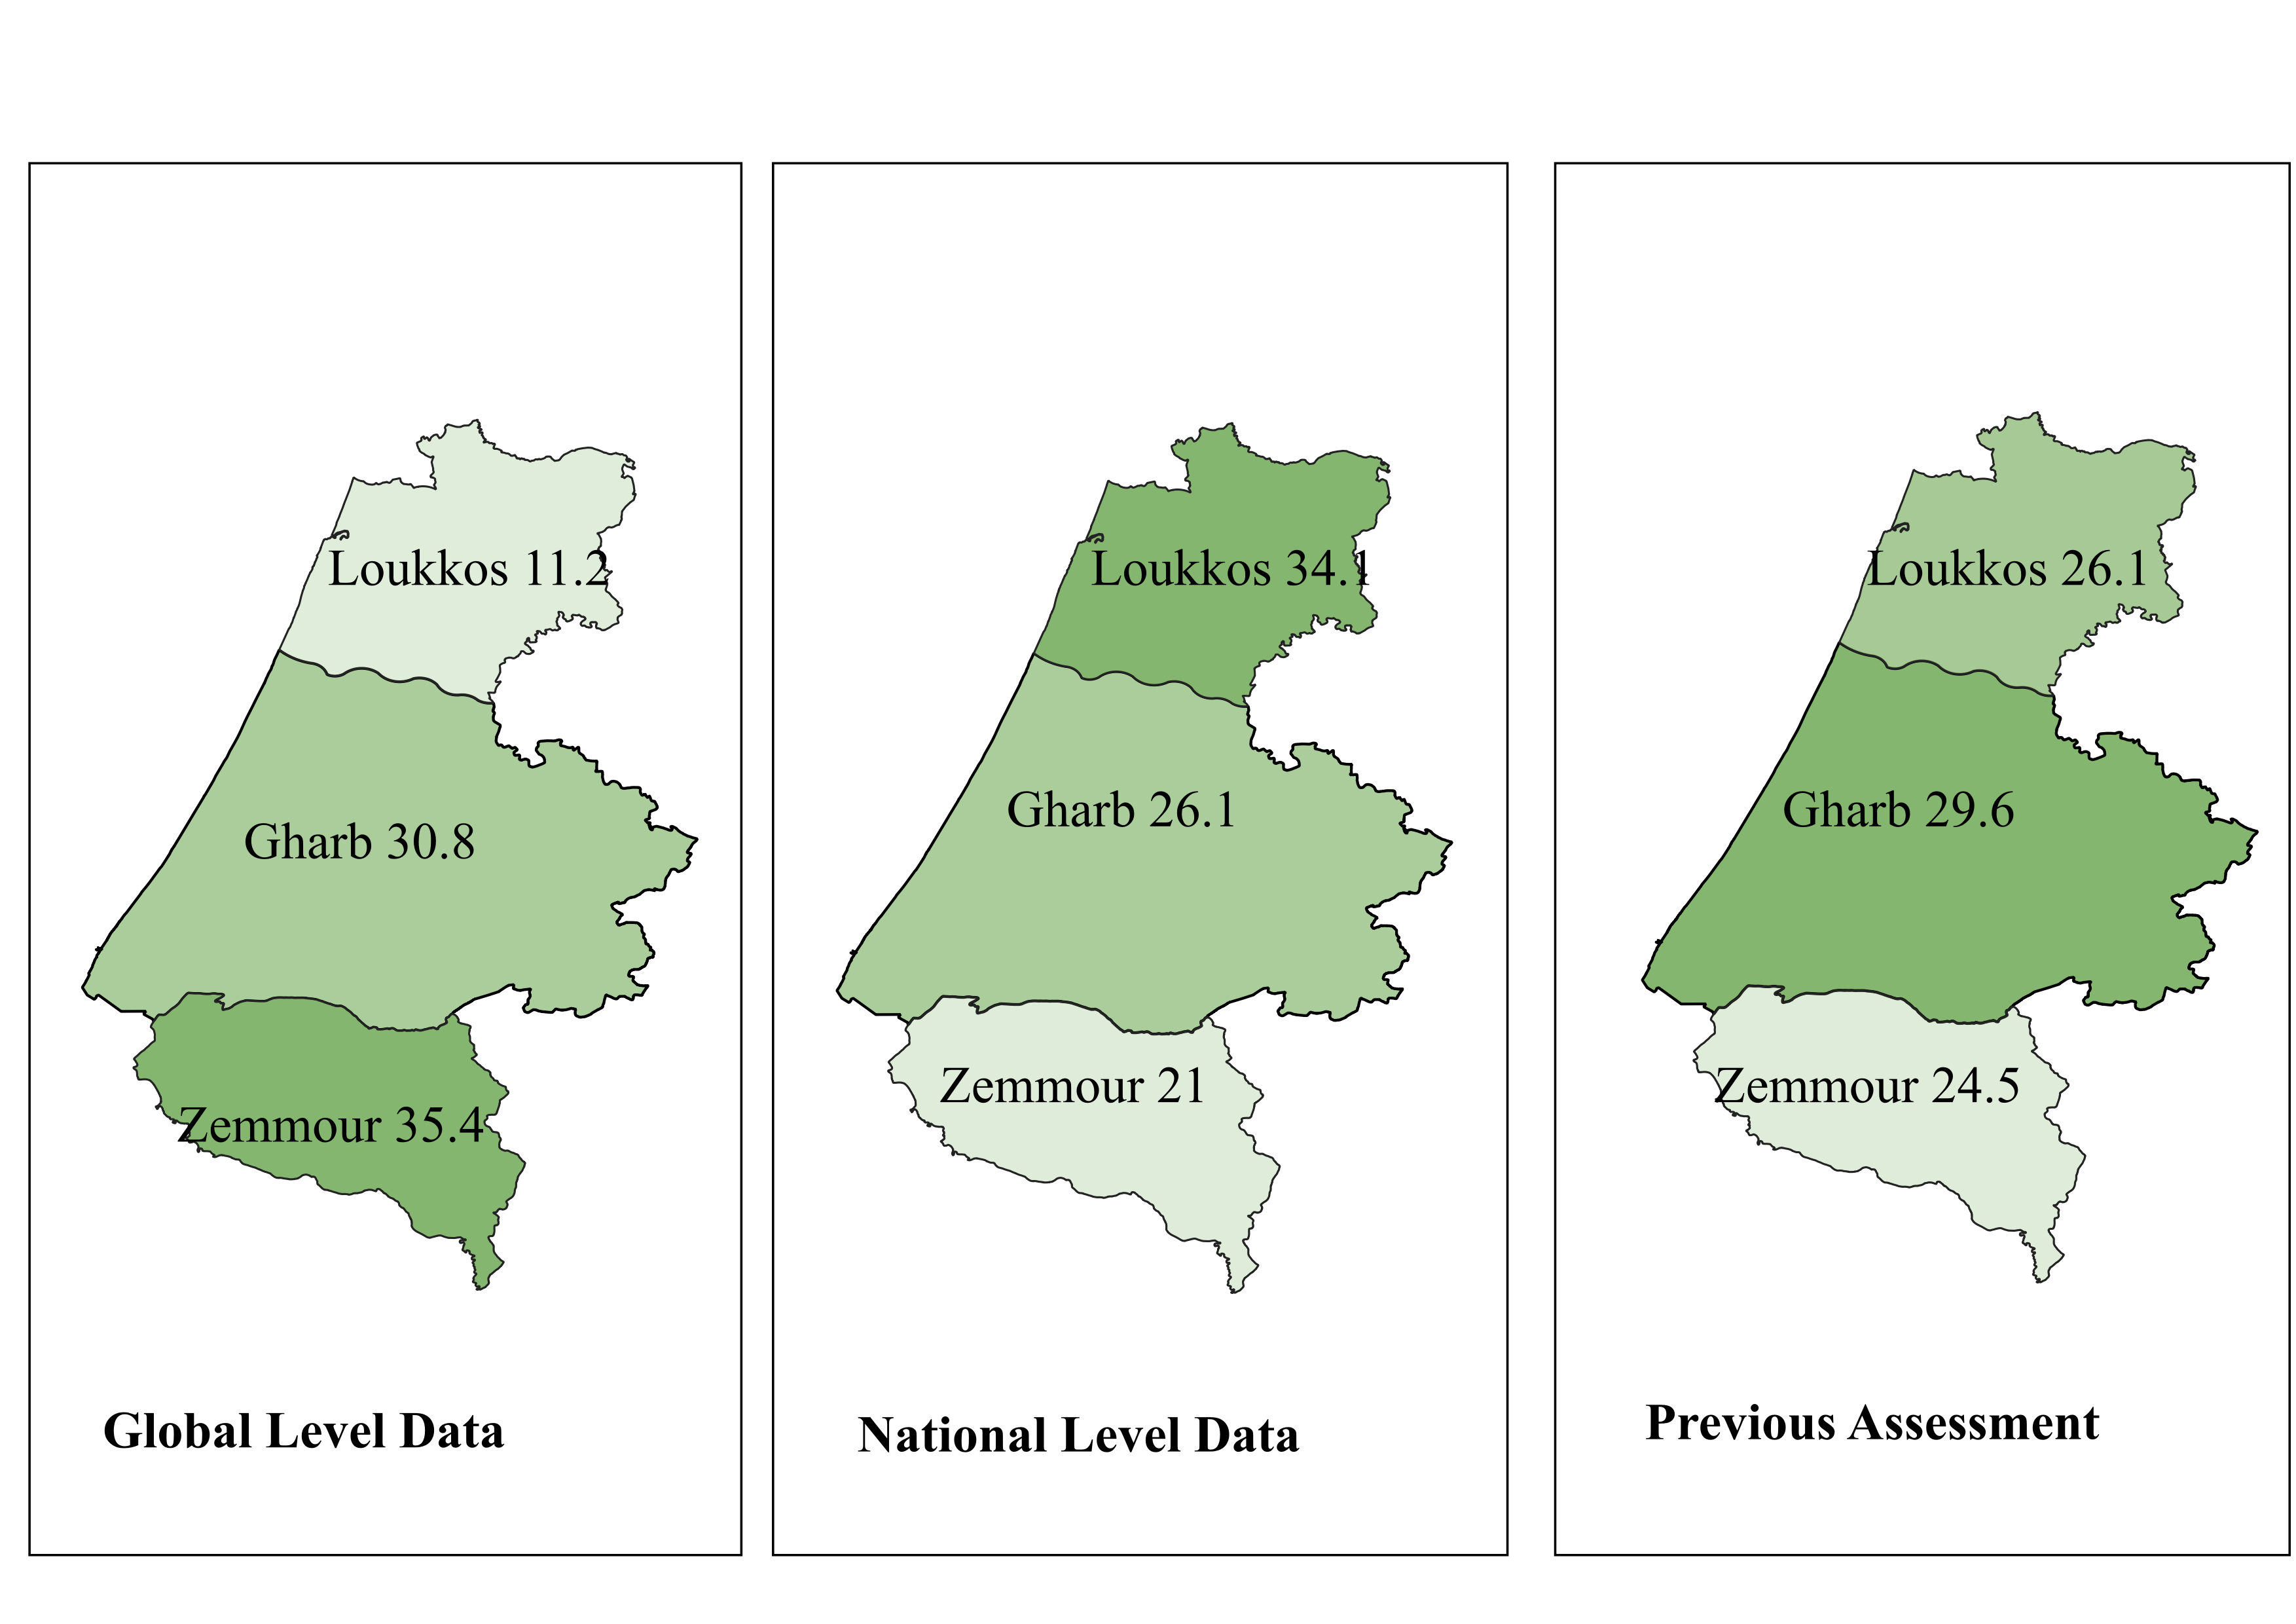 Loukkos 11.2
Gharb 30.8
Zemmour 35.4
Global Level Data
Loukkos 34.1
Gharb 26.1
Zemmour 21
National Level Data
Loukkos 26.1
Gharb 29.6
Zemmour 24.5
Previous Assessment